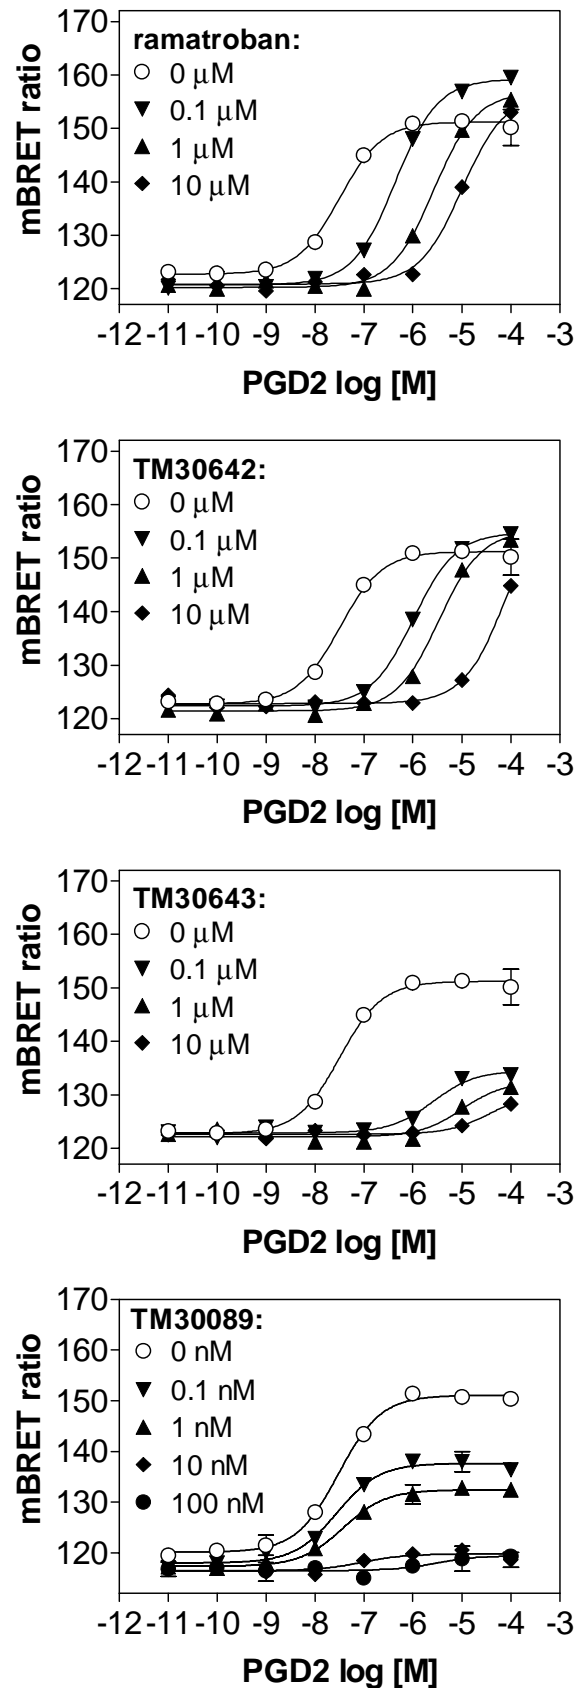 170
160
150
140
130
120
mBRET ratio
ramatroban:
0 μM
0.1 μM
1 μM
10 μM
-12 -11 -10 -9 -8 -7 -6 -5 -4 -3
PGD2 log [M]
170
160
150
140
130
120
mBRET ratio
TM30642:
0 μM
0.1 μM
1 μM
10 μM
-12 -11 -10 -9 -8 -7 -6 -5 -4 -3
PGD2 log [M]
170
160
150
140
130
120
mBRET ratio
TM30643:
0 μM
0.1 μM
1 μM
10 μM
-12 -11 -10 -9 -8 -7 -6 -5 -4 -3
PGD2 log [M]
170
160
150
140
130
120
mBRET ratio
TM30089:
0 nM
0.1 nM
1 nM
10 nM
100 nM
-12 -11 -10 -9 -8 -7 -6 -5 -4 -3
PGD2 log [M]